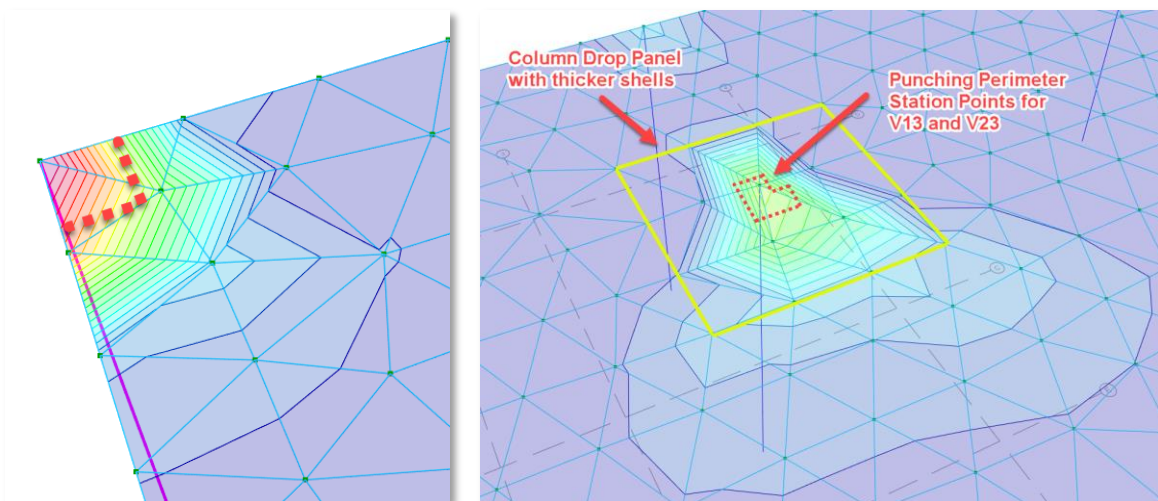 Column Drop Panel
with thicker shells
Punching Perimeter
Station Points for
V13 and V23